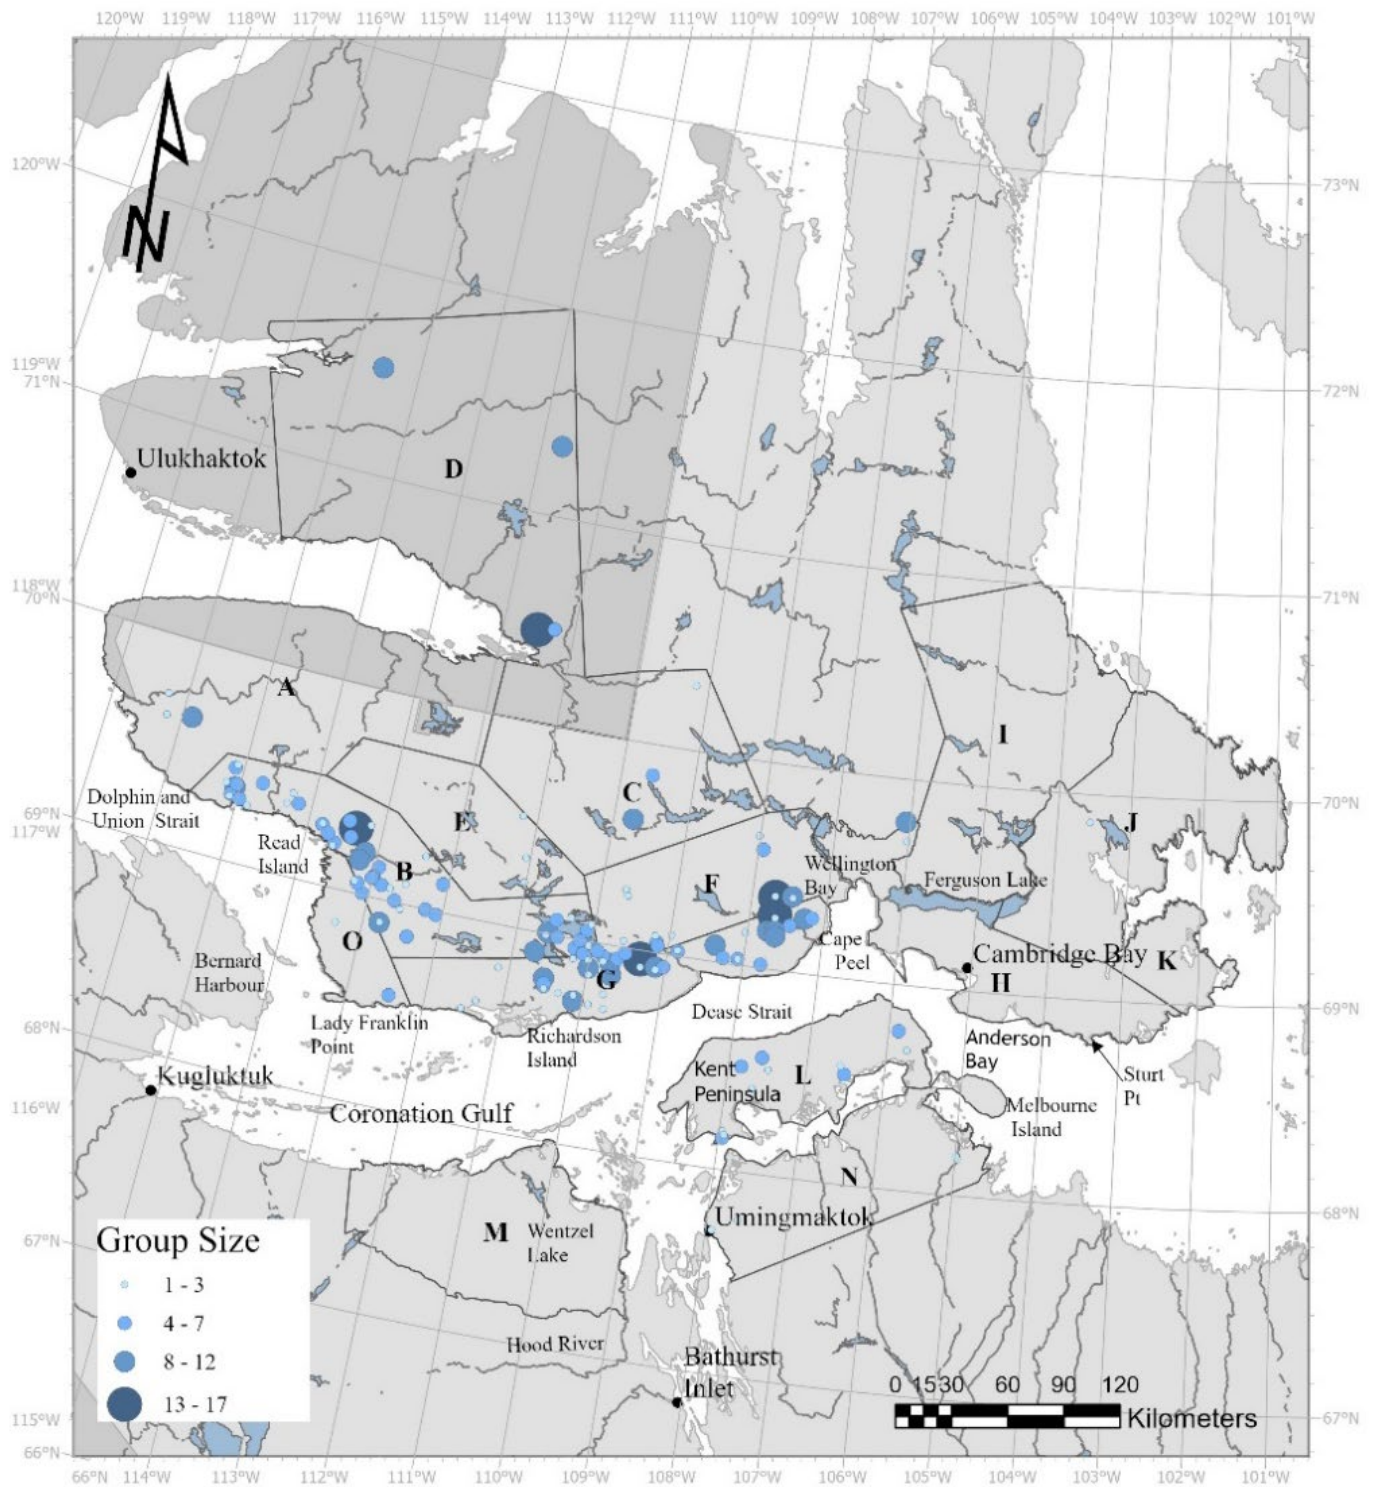 120°W 119°W 118°W 117°W 116°W 115°W 114°W 113°W 112°W 111°W 110°W 109°W 108°W 107°W 106°W 105°W 104°W 103°W 102°W 101°W
N
120°W
73°N
119°W
71°N
72°N
Ulukhaktok
D
118°W
70°N
71°N
A
I
C
70°N
Dolphin and
Union Strait
69°N
117°W
E
J
Read
Island
B
F
Wellington
Bay
Ferguson Lake
O
Cape
Peel
Cambridge Bay
K
Bernard
Harbour
G
H
69°N
68°N
Lady Franklin
Point
Richardson
Island
Dease Strait
Anderson
Bay
Kent
Peninsula
L
Sturt
Pt
Kugluktuk
116°W
Coronation Gulf
Melbourne
Island
N
Umingmaktok
68°N
M
Wentzel
Lake
67°N
Group Size
1 - 3
4 - 7
8 - 12
13 - 17
Hood River
Bathurst
Inlet
0 15 30 60 90 120
Kilometers
115°W
66°N
67°N
66°N 114°W 113°W 112°W 111°W 110°W 109°W 108°W 107°W 106°W 105°W 104°W 103°W 102°W 101°W